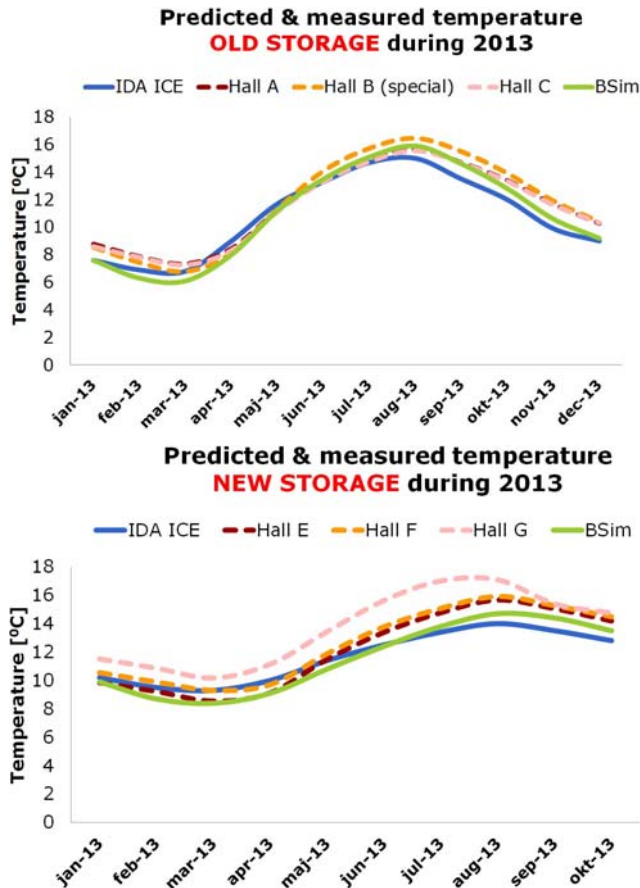 Predicted & measured temperature
OLD STORAGE during 2013
IDA ICE Hall A Hall B (special) Hall C BSim
Temperature [ºC]
18
16
14
12
10
8
6
4
2
0
jan-13 feb-13 mar-13 apr-13 maj-13 jun-13 jul-13 aug-13 sep-13 okt-13 nov-13 dec-13
Predicted & measured temperature
NEW STORAGE during 2013
IDA ICE Hall E Hall F Hall G BSim
Temperature [ºC]
18
16
14
12
10
8
6
4
2
0
jan-13 feb-13 mar-13 apr-13 maj-13 jun-13 jul-13 aug-13 sep-13 okt-13